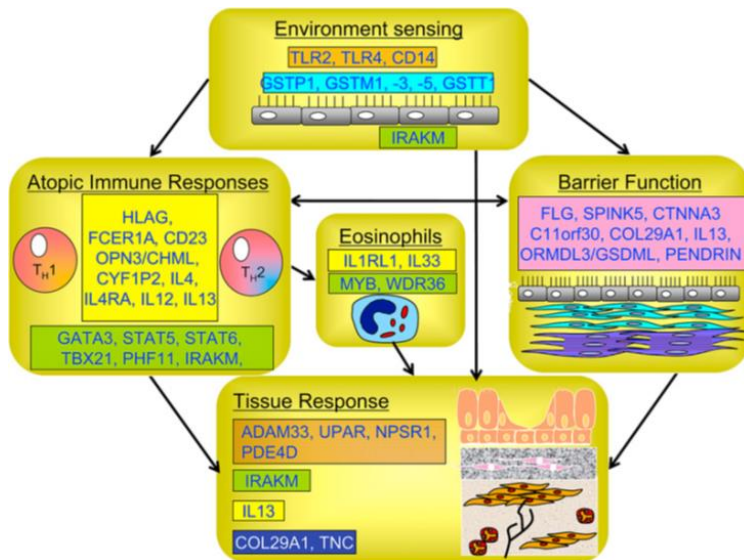 Environment sensing
TLR2, TLR4, CD14
GSTP1, GSTM1, -3, -5, GSTT1
IRAKM
Atopic Immune Responses
HLAG,
FCER1A, CD23
OPN3/CHML,
CYF1P2, IL4,
IL4RA, IL12, IL13
TH1
TH2
GATA3, STAT5, STAT6,
TBX21, PHF11, IRAKM,
Eosinophils
IL1RL1, IL33
MYB, WDR36
Barrier Function
FLG, SPINK5, CTNNA3
C11orf30, COL29A1, IL13,
ORMDL3/GSDML, PENDRIN
Tissue Response
ADAM33, UPAR, NPSR1,
PDE4D
IRAKM
IL13
COL29A1, TNC